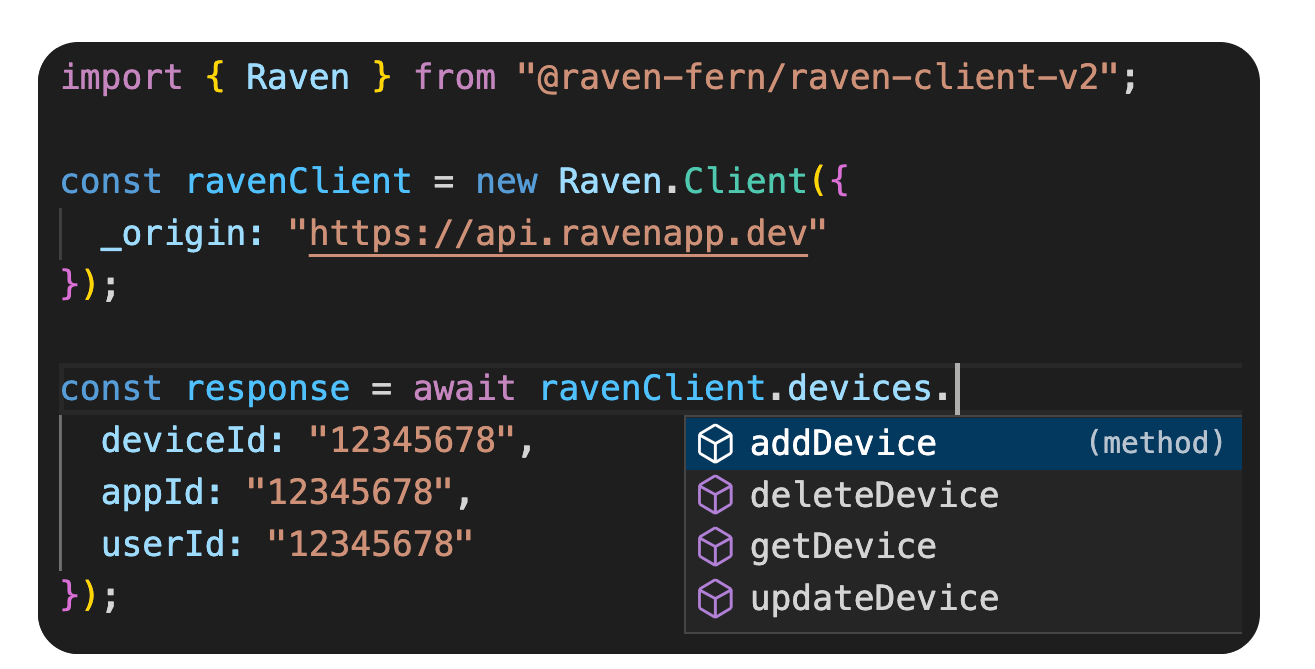 import { Raven } from "@raven-fern/raven-client-v2";
const ravenClient = new Raven.Client({
_origin: "https://api.ravenapp.dev"
});
const response = await ravenClient.devices.
deviceId: "12345678",
addDevice (method)
deleteDevice
appId: "12345678",
getDevice
userId: "12345678"
updateDevice
});